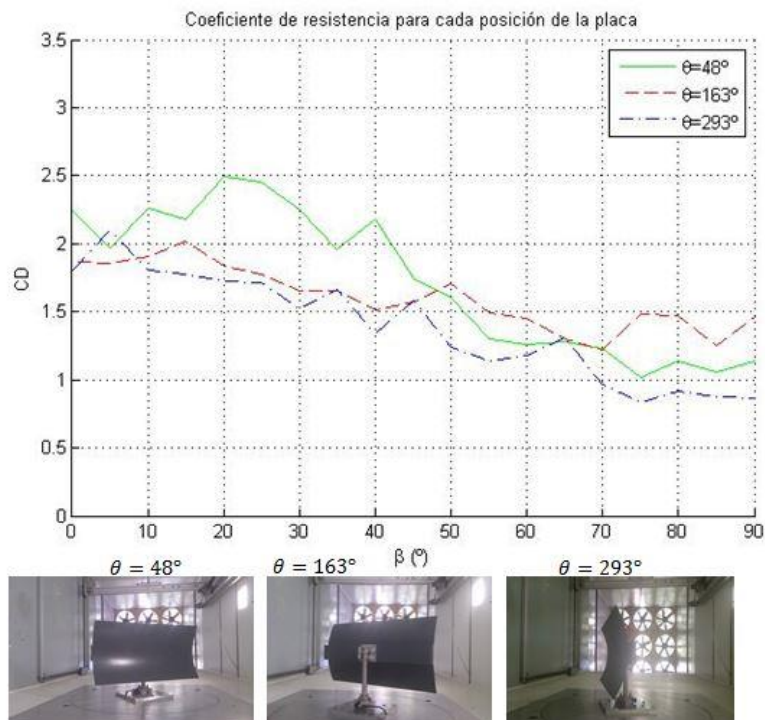 Coeficiente de resistencia para cada posición de la placa
3.5
3
2.5
2
1.5
1
0.5
0
CD
θ=48º
θ=163º
θ=293º
0 10 20 30 40 50 60 70 80 90
β (º)
θ = 48° θ = 163° θ = 293°